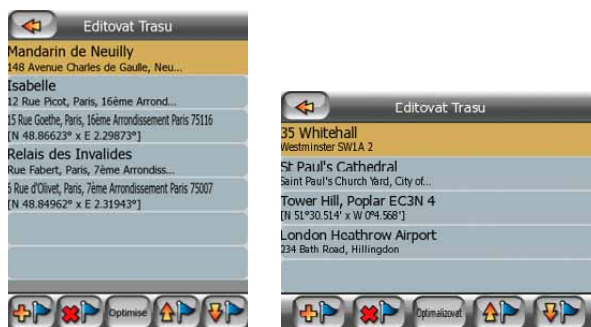 Editovat Trasu
Mandarin de Neuilly
148 Avenue Charles de Gaulle, Neu...
Isabelle
12 Rue Picot, Paris, 16ème Arrond...
15 Rue Goethe, Paris, 16ème Arrondissement Paris 75116
[N 48.86623° x E 2.29873°]
Relais des Invalides
Rue Fabert, Paris, 7ème Arrondiss...
5 Rue d'Olivet, Paris, 7ème Arrondissement Paris 75007
[N 48.84962° x E 2.31943°]
Optimise
Editovat Trasu
35 Whitehall
Westminster SW1A 2
St Paul's Cathedral
Saint Paul's Church Yard, City of...
Tower Hill, Poplar EC3N 4
[N 51°30.514' x W 0°4.568']
London Heathrow Airport
234 Bath Road, Hillingdon
Optimalizovat